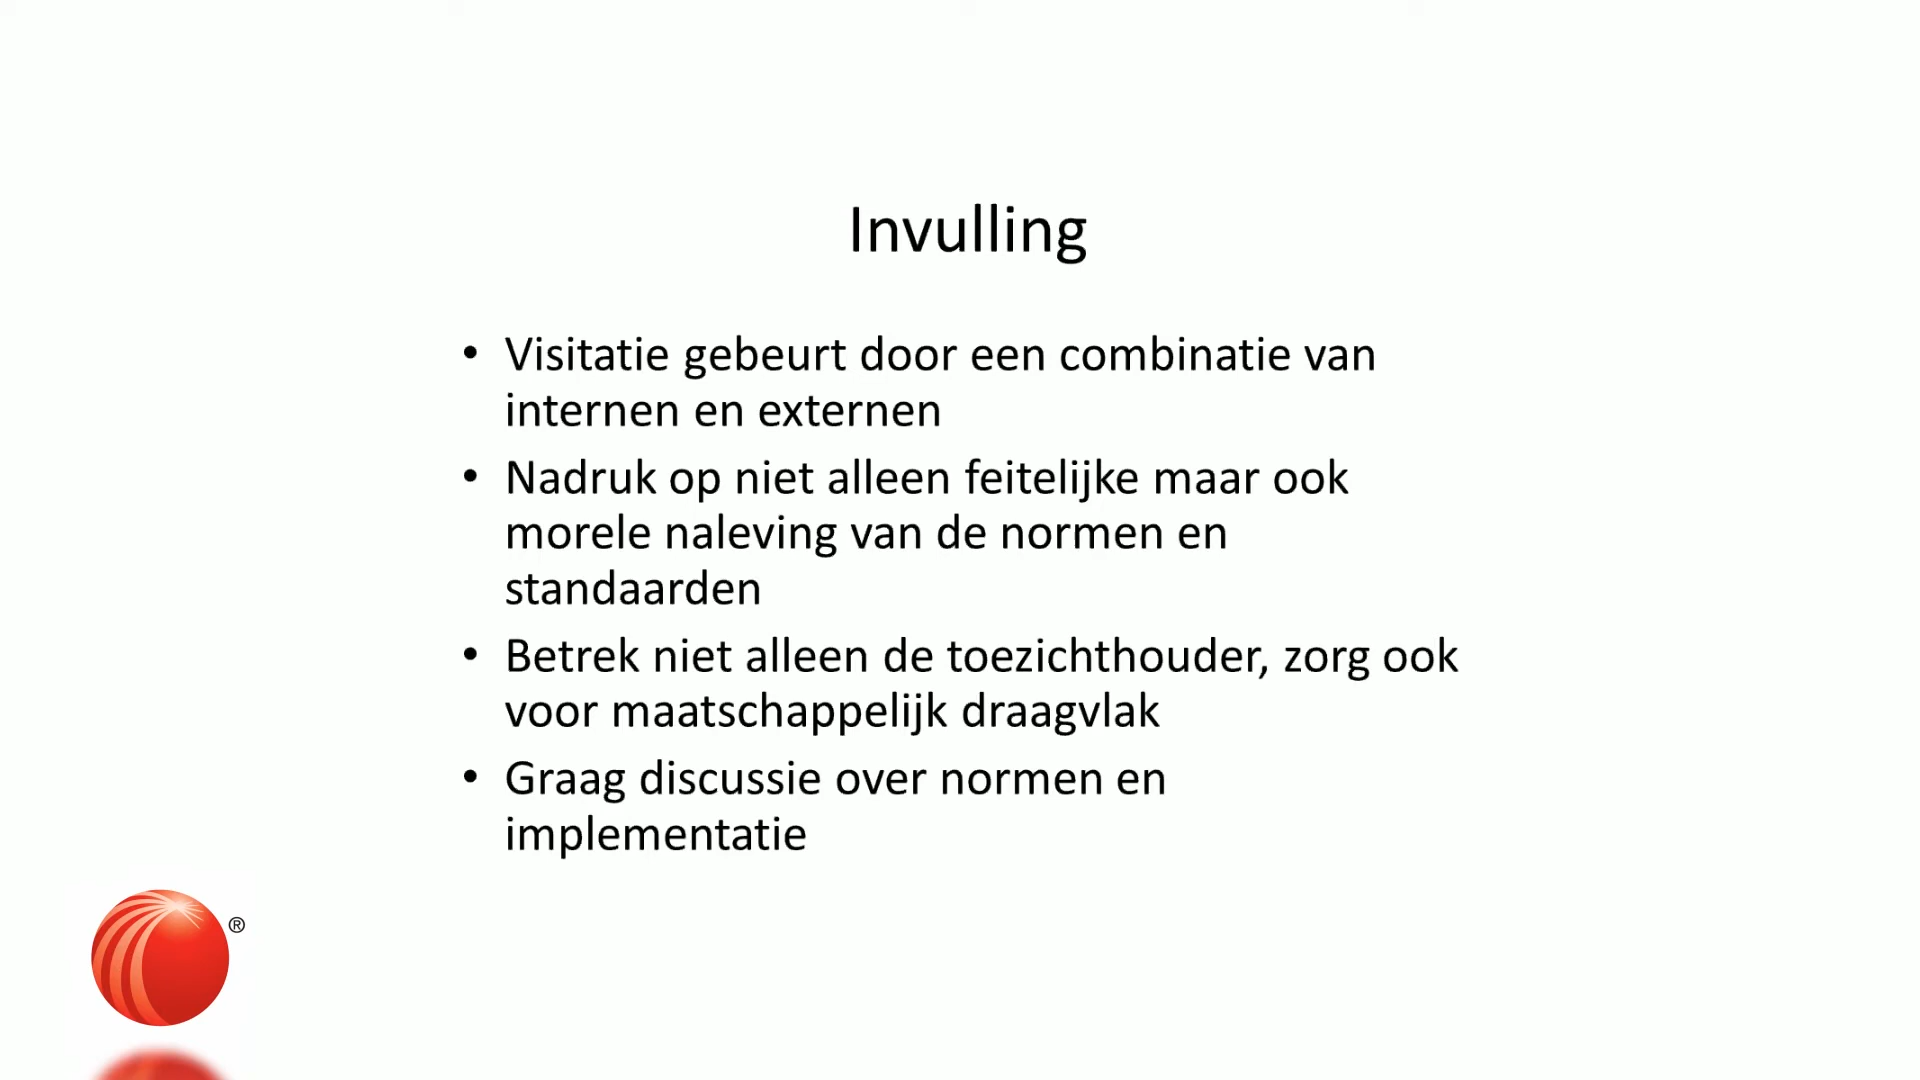 Invulling
• Visitatie gebeurt door een combinatie van
internen en externen
• Nadruk op niet alleen feitelijke maar ook
morele naleving van de normen en
standaarden
• Betrek niet alleen de toezichthouder, zorg ook
voor maatschappelijk draagvlak
• Graag discussie over normen en
implementatie
®